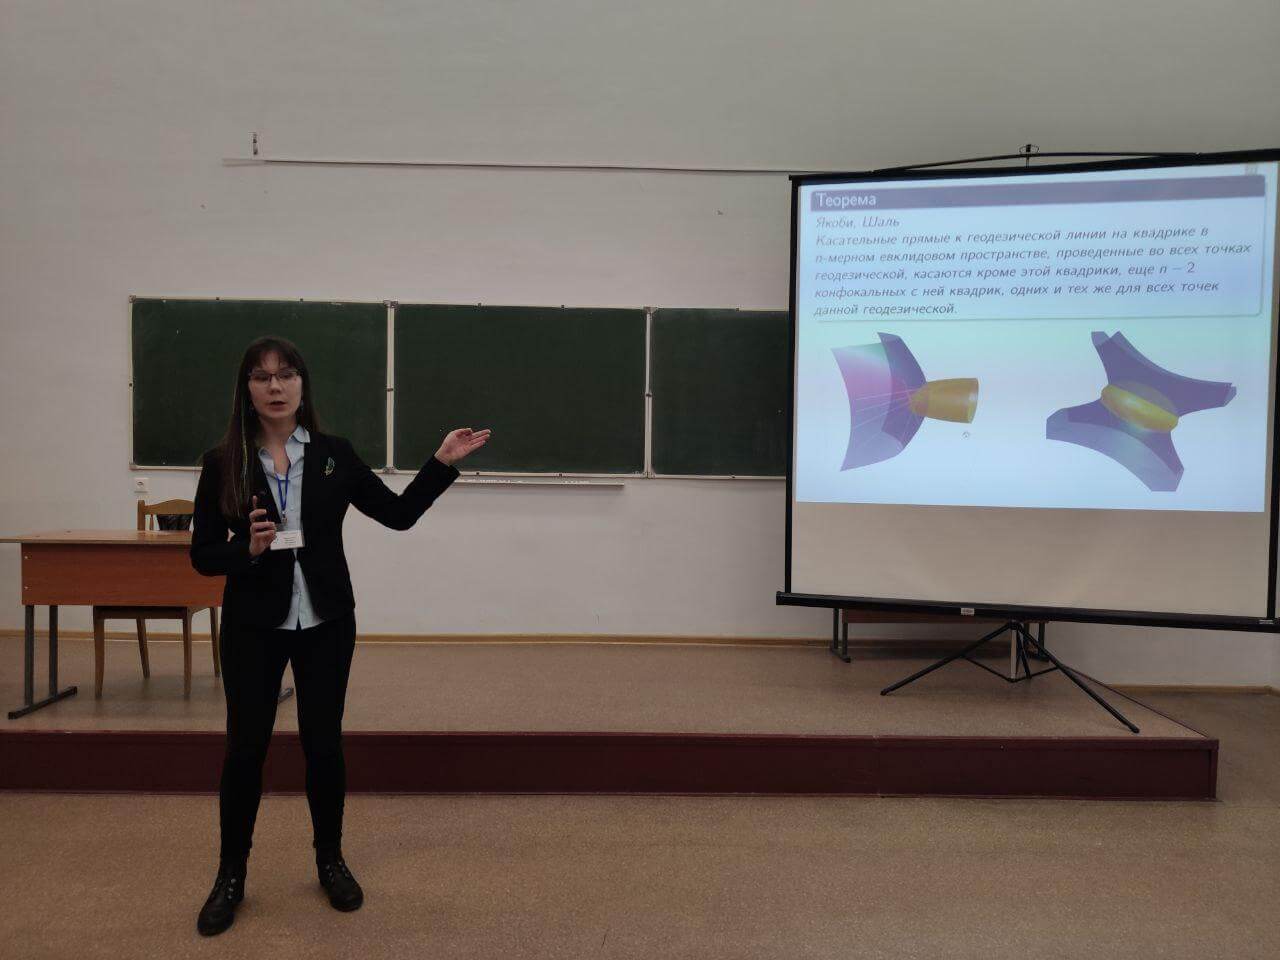 Теорема
Якоби, Шаль
Касательные прямые к геодезической линии на квадрике в
n-мерном евклидовом пространстве, проведенные во всех точках
геодезической, касаются кроме этой квадрики, еще n − 2
конфокальных с ней квадрик, одних и тех же для всех точек
данной геодезической.